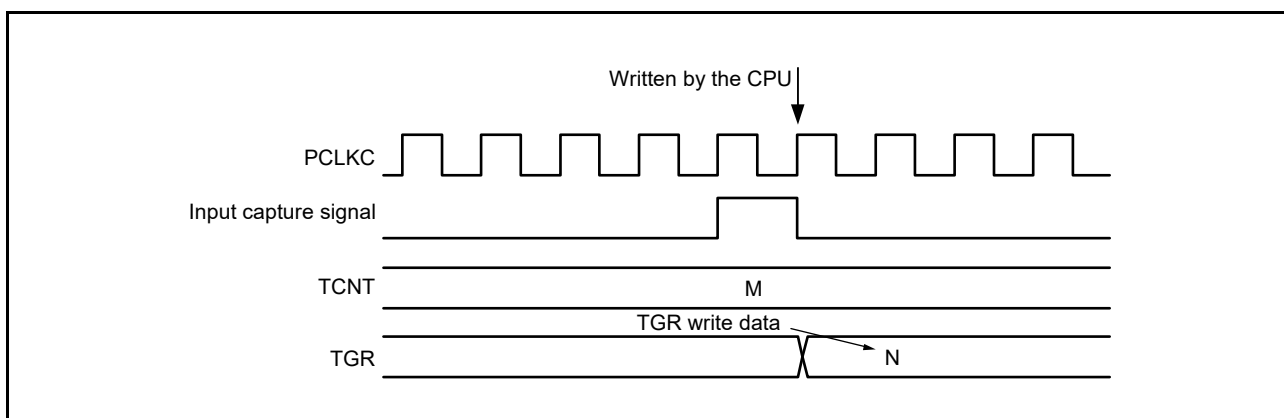 Written by the CPU
PCLKC
Input capture signal
TCNT
M
TGR write data
TGR
N